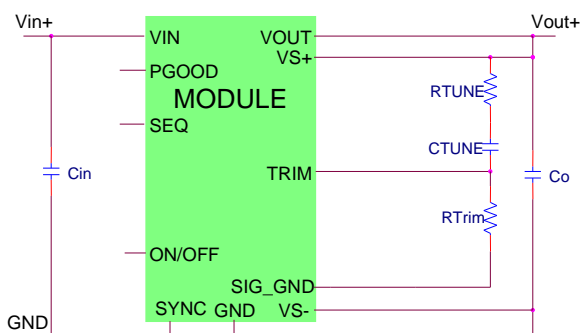 Vin+
Vout+
VIN
VOUT
VS+
PGOOD
RTUNE
MODULE
SEQ
CTUNE
Cin
TRIM
Co
RTrim
ON/OFF
SIG_GND
GND
SYNC
GND
VS-